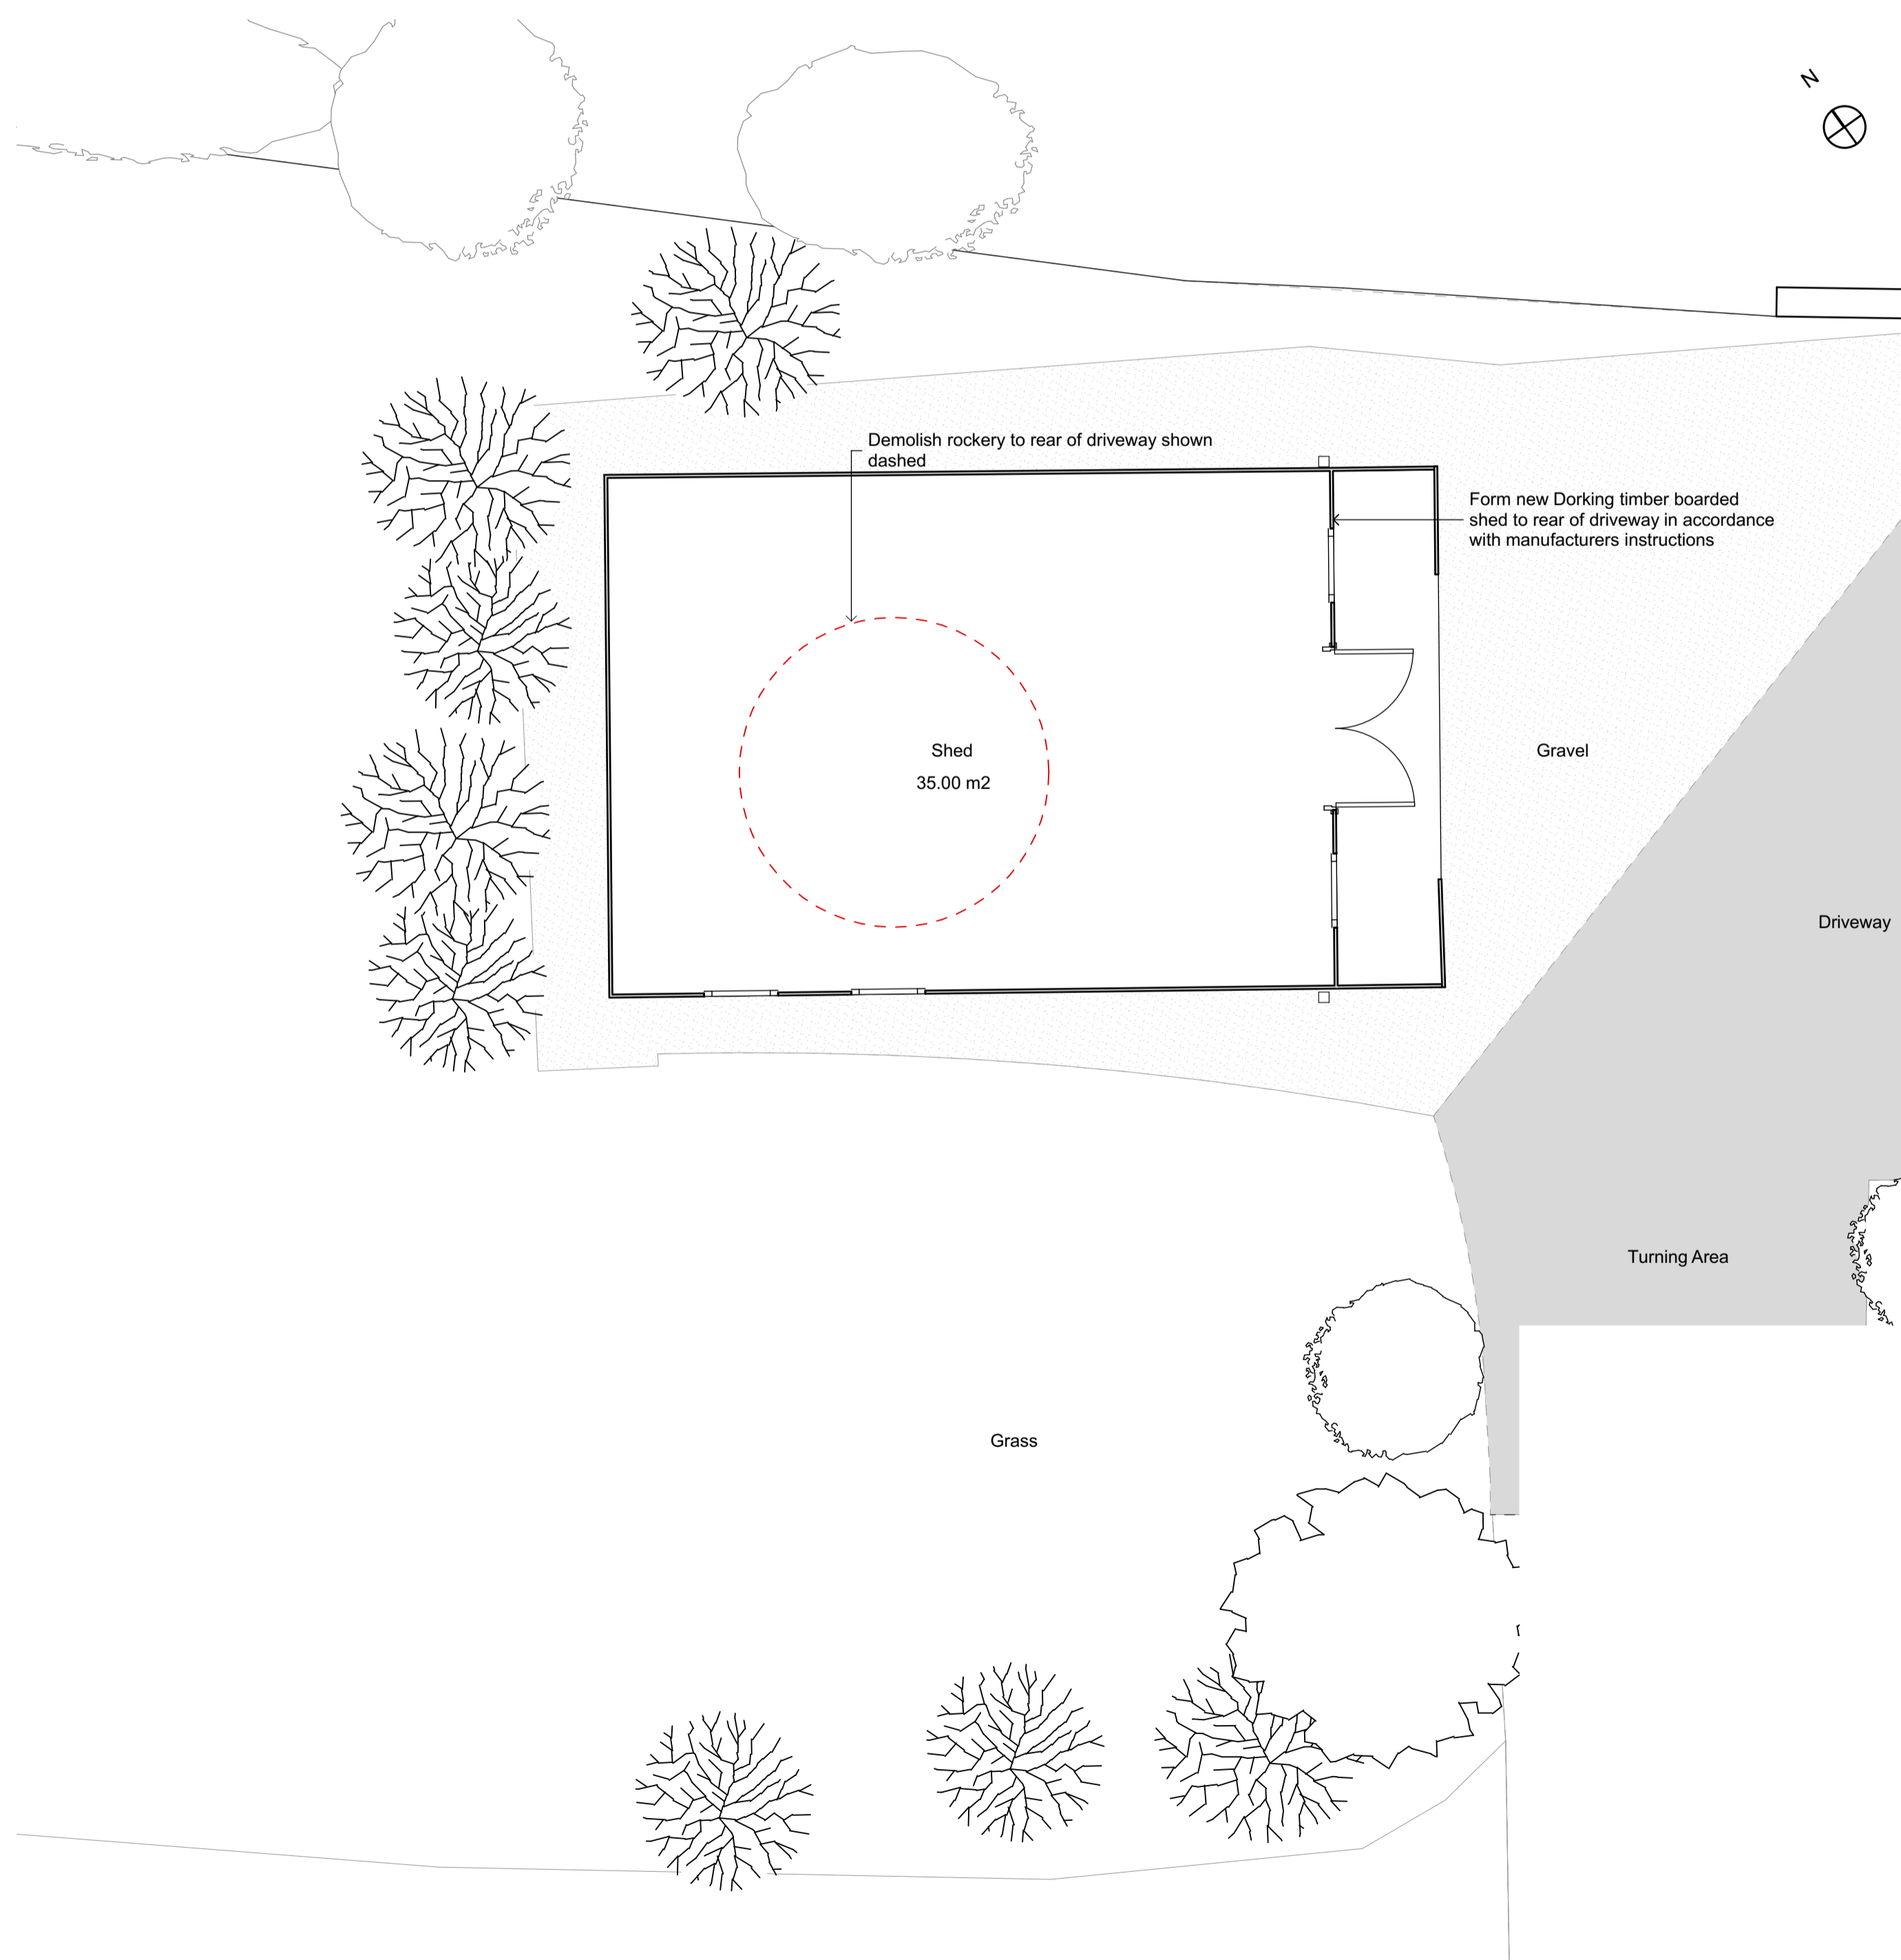 N
Demolish rockery to rear of driveway shown
dashed
Form new Dorking timber boarded
shed to rear of driveway in accordance
with manufacturers instructions
Shed
35.00 m2
Gravel
Driveway
Turning Area
Grass